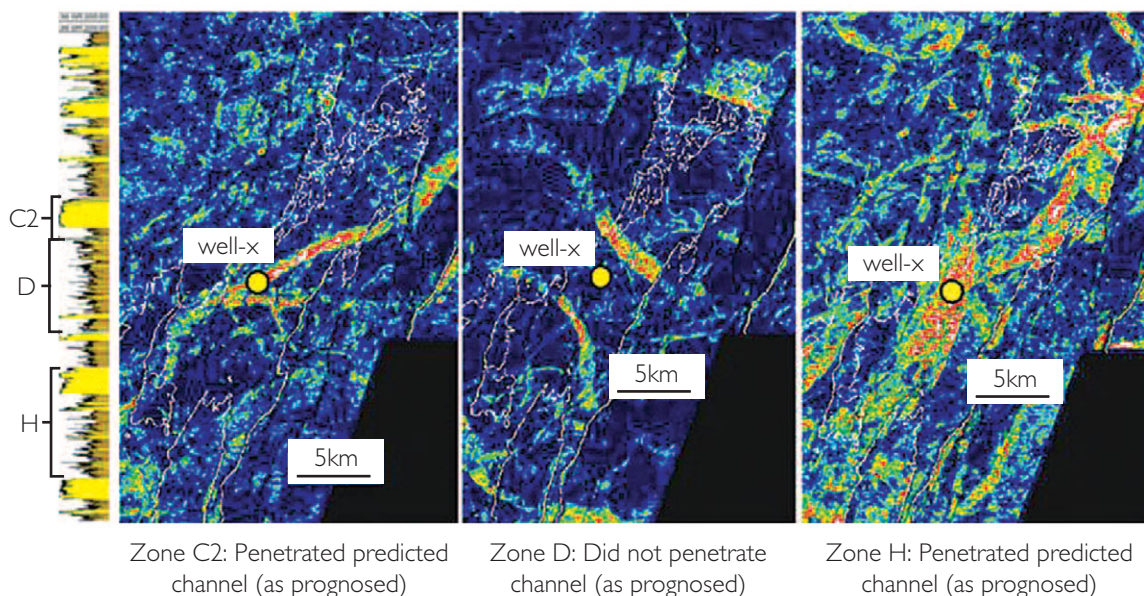 C2
D
H
well-x
5km
well-x
5km
well-x
5km
Zone C2: Penetrated predicted
channel (as prognosed)
Zone D: Did not penetrate
channel (as prognosed)
Zone H: Penetrated predicted
channel (as prognosed)